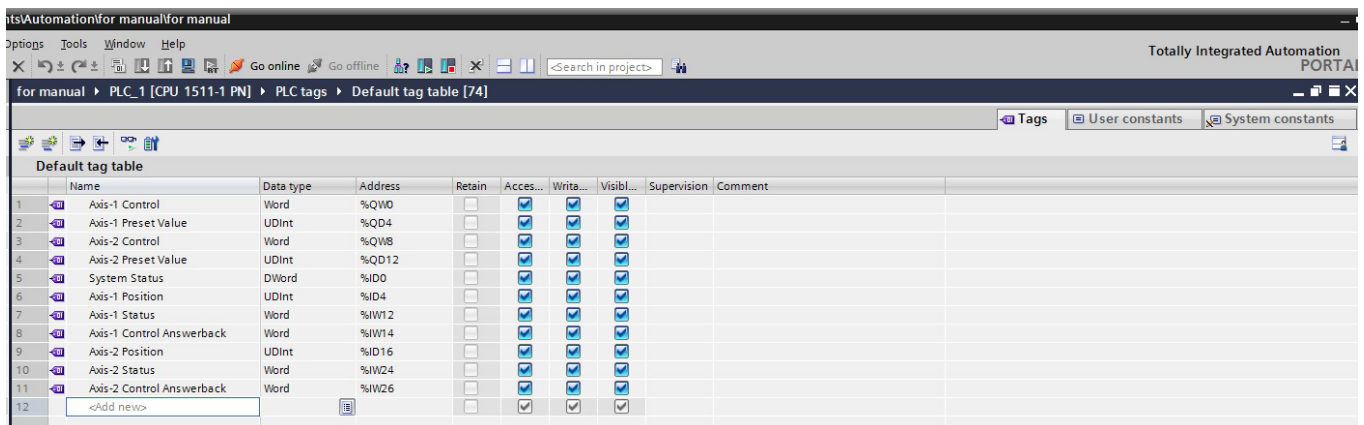 nts\Automation\for manual\for manual
Options Tools Window Help
Totally Integrated Automation
PORTAL
Go online Go offline <Search in project>
for manual PLC_1 [CPU 1511-1 PN] PLC tags Default tag table [74]
Tags User constants System constants
Default tag table
Name Data type Address Retain Acces... Writa... Visibl... Supervision Comment
1 Axis-1 Control Word %QW0
2 Axis-1 Preset Value UDInt %QD4
3 Axis-2 Control Word %QW8
4 Axis-2 Preset Value UDInt %QD12
5 System Status DWord %ID0
6 Axis-1 Position UDInt %ID4
7 Axis-1 Status Word %IW12
8 Axis-1 Control Answerback Word %IW14
9 Axis-2 Position UDInt %ID16
10 Axis-2 Status Word %IW24
11 Axis-2 Control Answerback Word %IW26
12 <Add new>